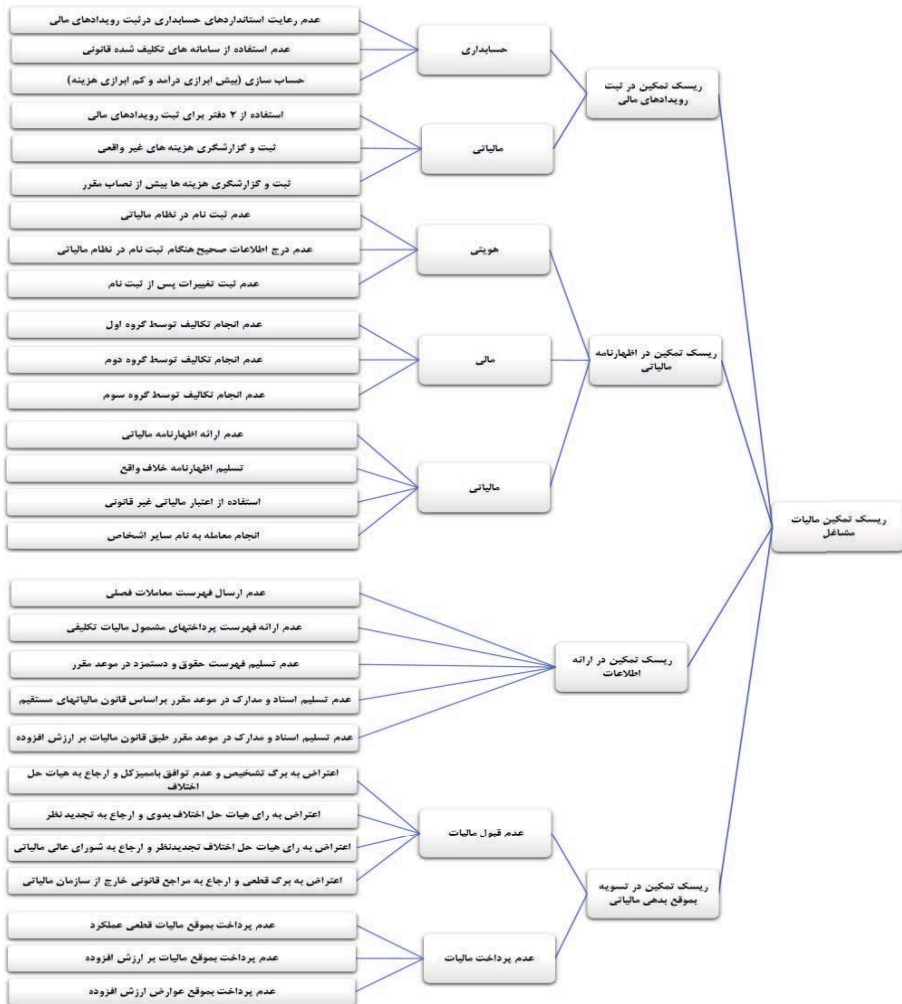 ریسک تمکین مالیات
مشاغل
ریسک تمکین در ثبت
رویدادهای مالی
حسابداری
عدم رعایت استانداردهای حسابداری درثبت رویدادهای مالی
عدم استفاده از سامانه های تکلیف شده قانونی
حساب سازی (بیش ابرازی درآمد و کم ابرازی هزینه)
مالیاتی
استفاده از ۲ دفتر برای ثبت رویدادهای مالی
ثبت و گزارشگری هزینه های غیر واقعی
ثبت و گزارشگری هزینه ها بیش از نصاب مقرر
ریسک تمکین در اظهارنامه
مالیاتی
هویتی
عدم ثبت نام در نظام مالیاتی
عدم درج اطلاعات صحیح هنگام ثبت نام در نظام مالیاتی
عدم ثبت تغییرات پس از ثبت نام
مالی
عدم انجام تکالیف توسط گروه اول
عدم انجام تکالیف توسط گروه دوم
عدم انجام تکالیف توسط گروه سوم
مالیاتی
عدم ارائه اظهارنامه مالیاتی
تسلیم اظهارنامه خلاف واقع
استفاده از اعتبار مالیاتی غیر قانونی
انجام معامله به نام سایر اشخاص
ریسک تمکین در ارائه
اطلاعات
عدم ارسال فهرست معاملات فصلی
عدم ارائه فهرست پرداختهای مشمول مالیات تکلیفی
عدم تسلیم فهرست حقوق و دستمزد در موعد مقرر
عدم تسلیم اسناد و مدارک در موعد مقرر براساس قانون مالیاتهای مستقیم
عدم تسلیم اسناد و مدارک در موعد مقرر طبق قانون مالیات بر ارزش افزوده
ریسک تمکین در تسویه
بموقع بدهی مالیاتی
عدم قبول مالیات
اعتراض به برگ تشخیص و عدم توافق باممیزکل و ارجاع به هیات حل
اختلاف
اعتراض به رای هیات حل اختلاف بدوی و ارجاع به تجدید نظر
اعتراض به رای هیات حل اختلاف تجدیدنظر و ارجاع به شورای عالی مالیاتی
اعتراض به برگ قطعی و ارجاع به مراجع قانونی خارج از سازمان مالیاتی
عدم پرداخت مالیات
عدم پرداخت بموقع مالیات قطعی عملکرد
عدم پرداخت بموقع مالیات بر ارزش افزوده
عدم پرداخت بموقع عوارض ارزش افزوده